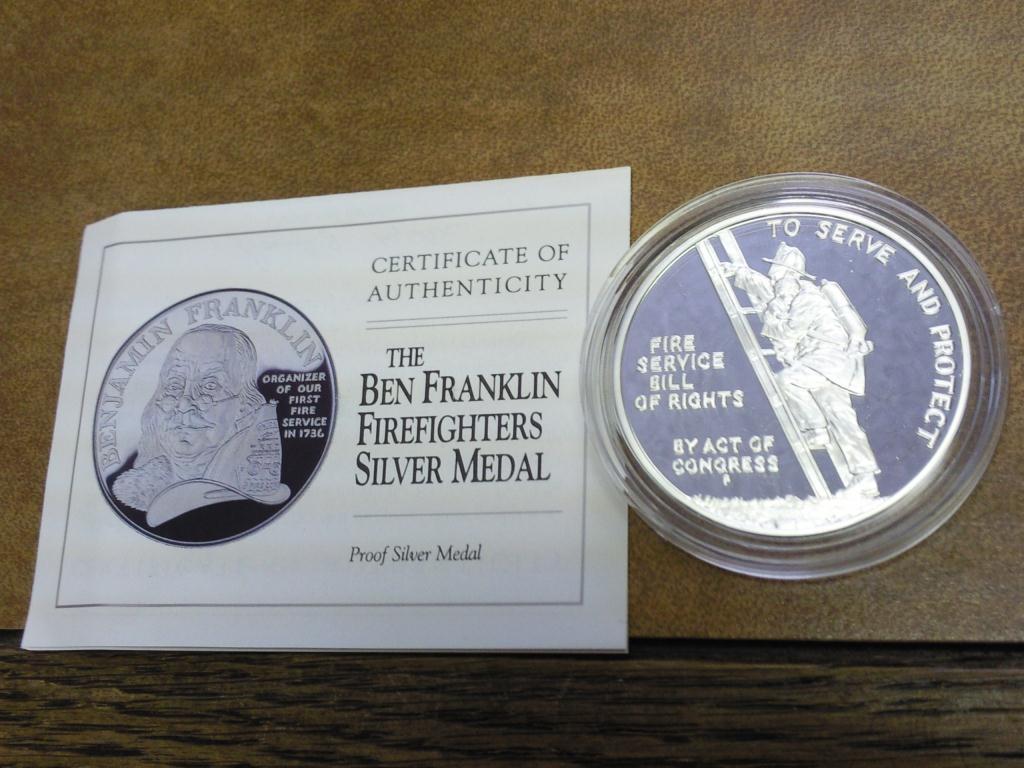 BENJAMIN FRANKLIN
ORGANIZER
OF OUR
FIRST
FIRE
SERVICE
IN 1736
CERTIFICATE OF
AUTHENTICITY
THE
BEN FRANKLIN
FIREFIGHTERS
SILVER MEDAL
Proof Silver Medal
TO SERVE AND PROTECT
FIRE
SERVICE
BILL
OF RIGHTS
BY ACT OF
CONGRESS
P